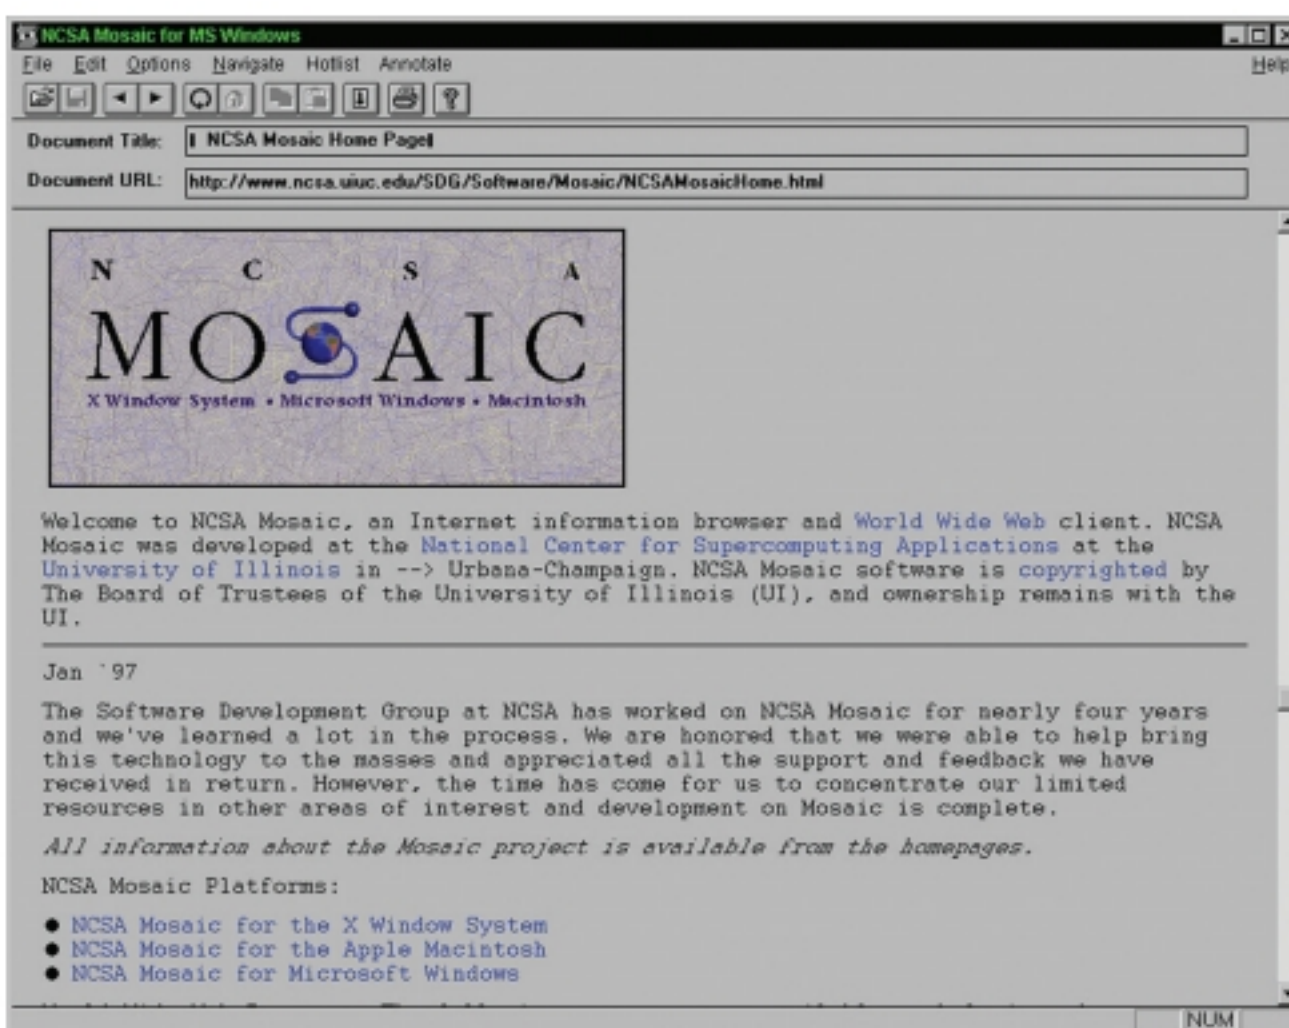 NCSA Mosaic for MS Windows
File Edit Options Navigate Hotlist Annotate Help
Document Title: NCSA Mosaic Home Page
Document URL: http://www.ncsa.uiuc.edu/SDG/Software/Mosaic/NCSAMosaicHome.html
N C S A
MOSAIC
X Window System • Microsoft Windows • Macintosh
Welcome to NCSA Mosaic, an Internet information browser and World Wide Web client. NCSA
Mosaic was developed at the National Center for Supercomputing Applications at the
University of Illinois in --> Urbana-Champaign. NCSA Mosaic software is copyrighted by
The Board of Trustees of the University of Illinois (UI), and ownership remains with the
UI.
Jan `97
The Software Development Group at NCSA has worked on NCSA Mosaic for nearly four years
and we've learned a lot in the process. We are honored that we were able to help bring
this technology to the masses and appreciated all the support and feedback we have
received in return. However, the time has come for us to concentrate our limited
resources in other areas of interest and development on Mosaic is complete.
All information about the Mosaic project is available from the homepages.
NCSA Mosaic Platforms:
● NCSA Mosaic for the X Window System
● NCSA Mosaic for the Apple Macintosh
● NCSA Mosaic for Microsoft Windows
NUM